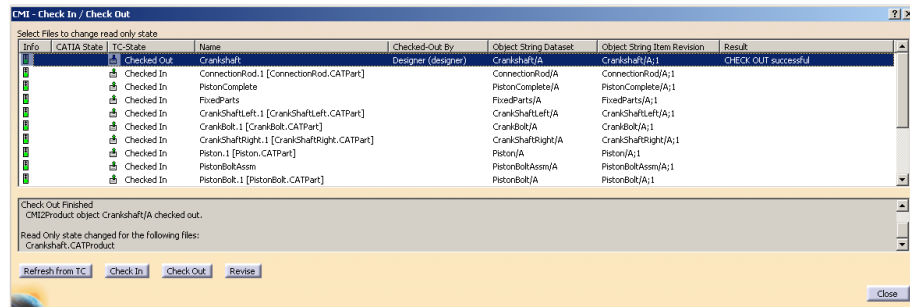 CMI - Check In / Check Out
Select Files to change read only state
Info CATIA State TC-State Name Checked-Out By Object String Dataset Object String Item Revision Result
Checked Out Crankshaft Designer (designer) Crankshaft/A Crankshaft/A;1 CHECK OUT successful
Checked In ConnectionRod.1 [ConnectionRod.CATPart] ConnectionRod/A ConnectionRod/A;1
Checked In PistonComplete PistonComplete/A PistonComplete/A;1
Checked In FixedParts FixedParts/A FixedParts/A;1
Checked In CrankShaftLeft.1 [CrankShaftLeft.CATPart] CrankShaftLeft/A CrankShaftLeft/A;1
Checked In CrankBolt.1 [CrankBolt.CATPart] CrankBolt/A CrankBolt/A;1
Checked In CrankShaftRight.1 [CrankShaftRight.CATPart] CrankShaftRight/A CrankShaftRight/A;1
Checked In Piston.1 [Piston.CATPart] Piston/A Piston/A;1
Checked In PistonBoltAssm PistonBoltAssm/A PistonBoltAssm/A;1
Checked In PistonBolt.1 [PistonBolt.CATPart] PistonBolt/A PistonBolt/A;1
Check Out Finished
CMI2Product object Crankshaft/A checked out.
Read Only state changed for the following files:
Crankshaft.CATProduct
Refresh from TC Check In Check Out Revise
Close